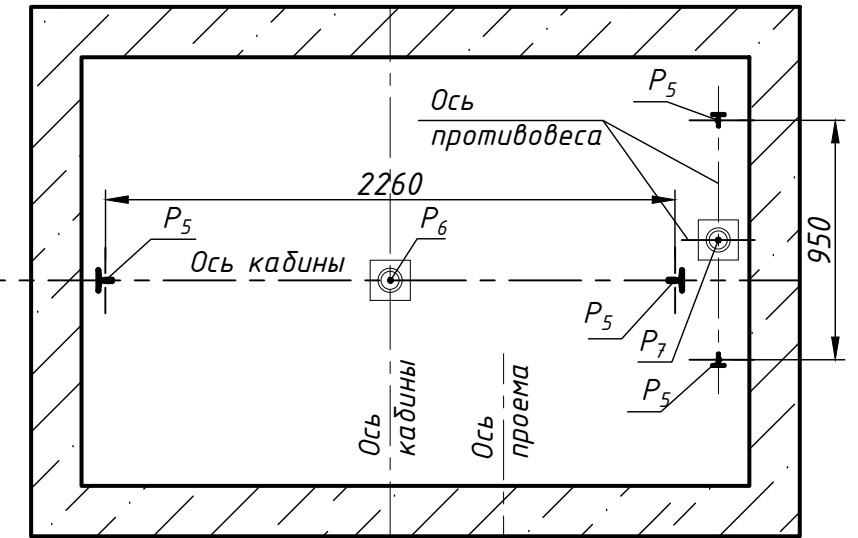 P5
Ось
противовеса
2260
P5
P6
950
Ось кабины
P5
P7
P5
Ось
кабины
Ось
проема